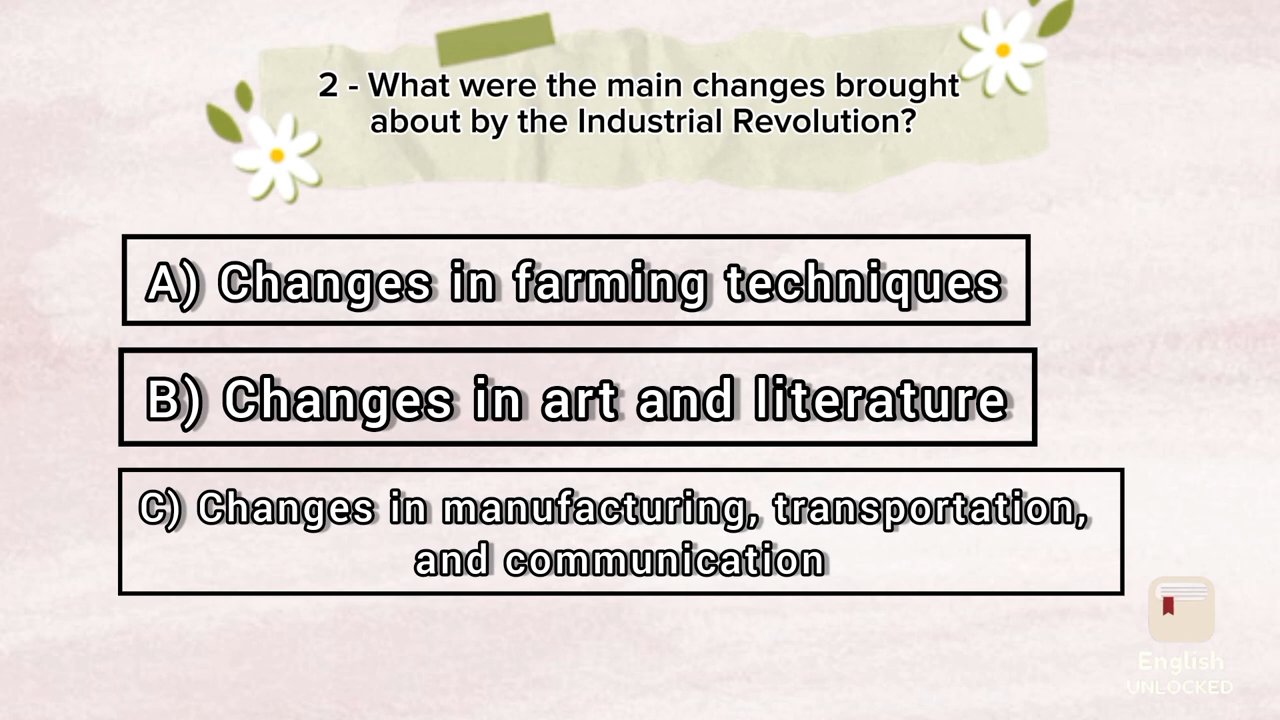 2 - What were the main changes brought
about by the Industrial Revolution?
A) Changes in farming techniques
B) Changes in art and literature
C) Changes in manufacturing, transportation,
and communication
English
UNLOCKED